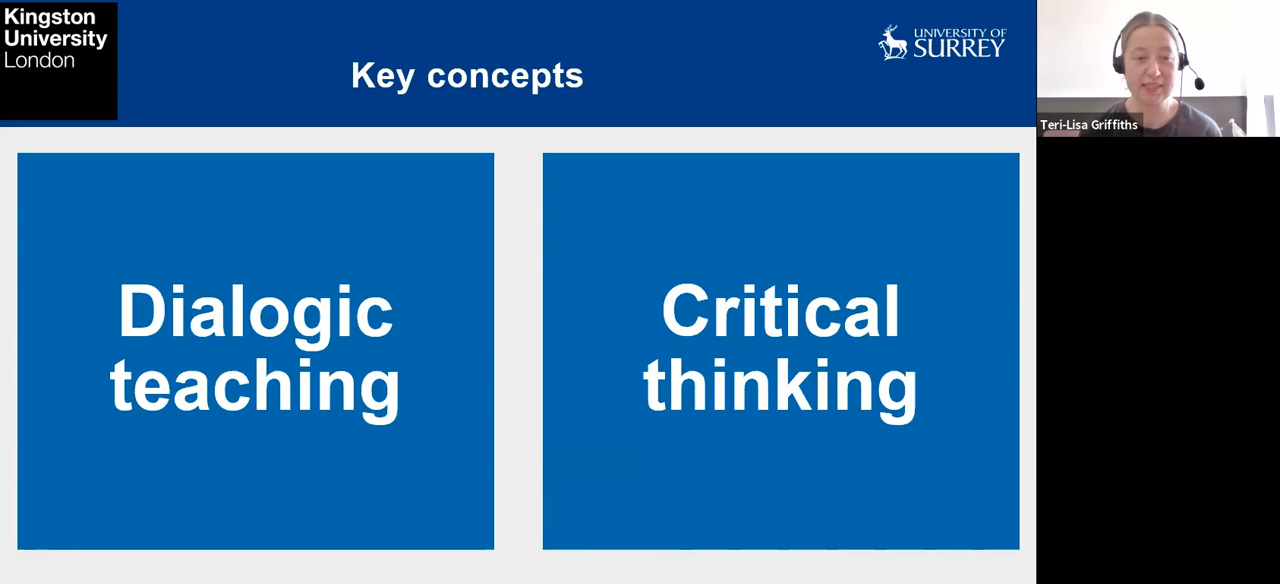 Kingston
University
London
Key concepts
UNIVERSITY OF
SURREY
Teri-Lisa Griffiths
Dialogic
teaching
Critical
thinking